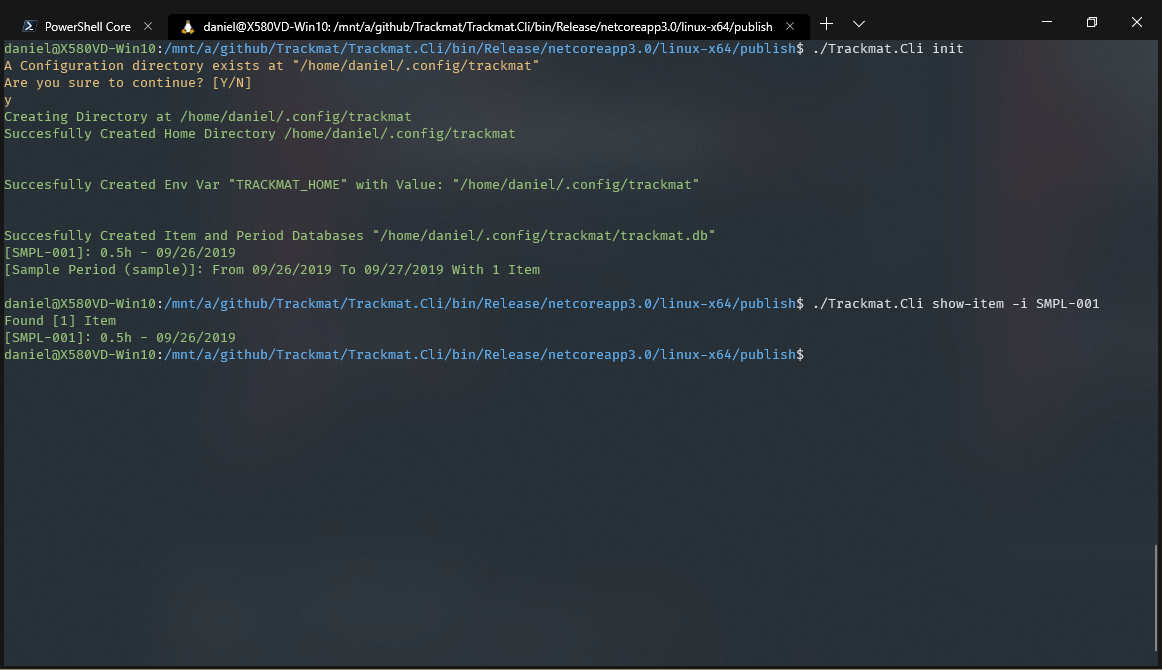 PowerShell Core
daniel@X580VD-Win10: /mnt/a/github/Trackmat/Trackmat.Cli/bin/Release/netcoreapp3.0/linux-x64/publish
daniel@X580VD-Win10:/mnt/a/github/Trackmat/Trackmat.Cli/bin/Release/netcoreapp3.0/linux-x64/publish$ ./Trackmat.Cli init
A Configuration directory exists at "/home/daniel/.config/trackmat"
Are you sure to continue? [Y/N]
y
Creating Directory at /home/daniel/.config/trackmat
Succesfully Created Home Directory /home/daniel/.config/trackmat
Succesfully Created Env Var "TRACKMAT_HOME" with Value: "/home/daniel/.config/trackmat"
Succesfully Created Item and Period Databases "/home/daniel/.config/trackmat/trackmat.db"
[SMPL-001]: 0.5h - 09/26/2019
[Sample Period (sample)]: From 09/26/2019 To 09/27/2019 With 1 Item
daniel@X580VD-Win10:/mnt/a/github/Trackmat/Trackmat.Cli/bin/Release/netcoreapp3.0/linux-x64/publish$ ./Trackmat.Cli show-item -i SMPL-001
Found [1] Item
[SMPL-001]: 0.5h - 09/26/2019
daniel@X580VD-Win10:/mnt/a/github/Trackmat/Trackmat.Cli/bin/Release/netcoreapp3.0/linux-x64/publish$